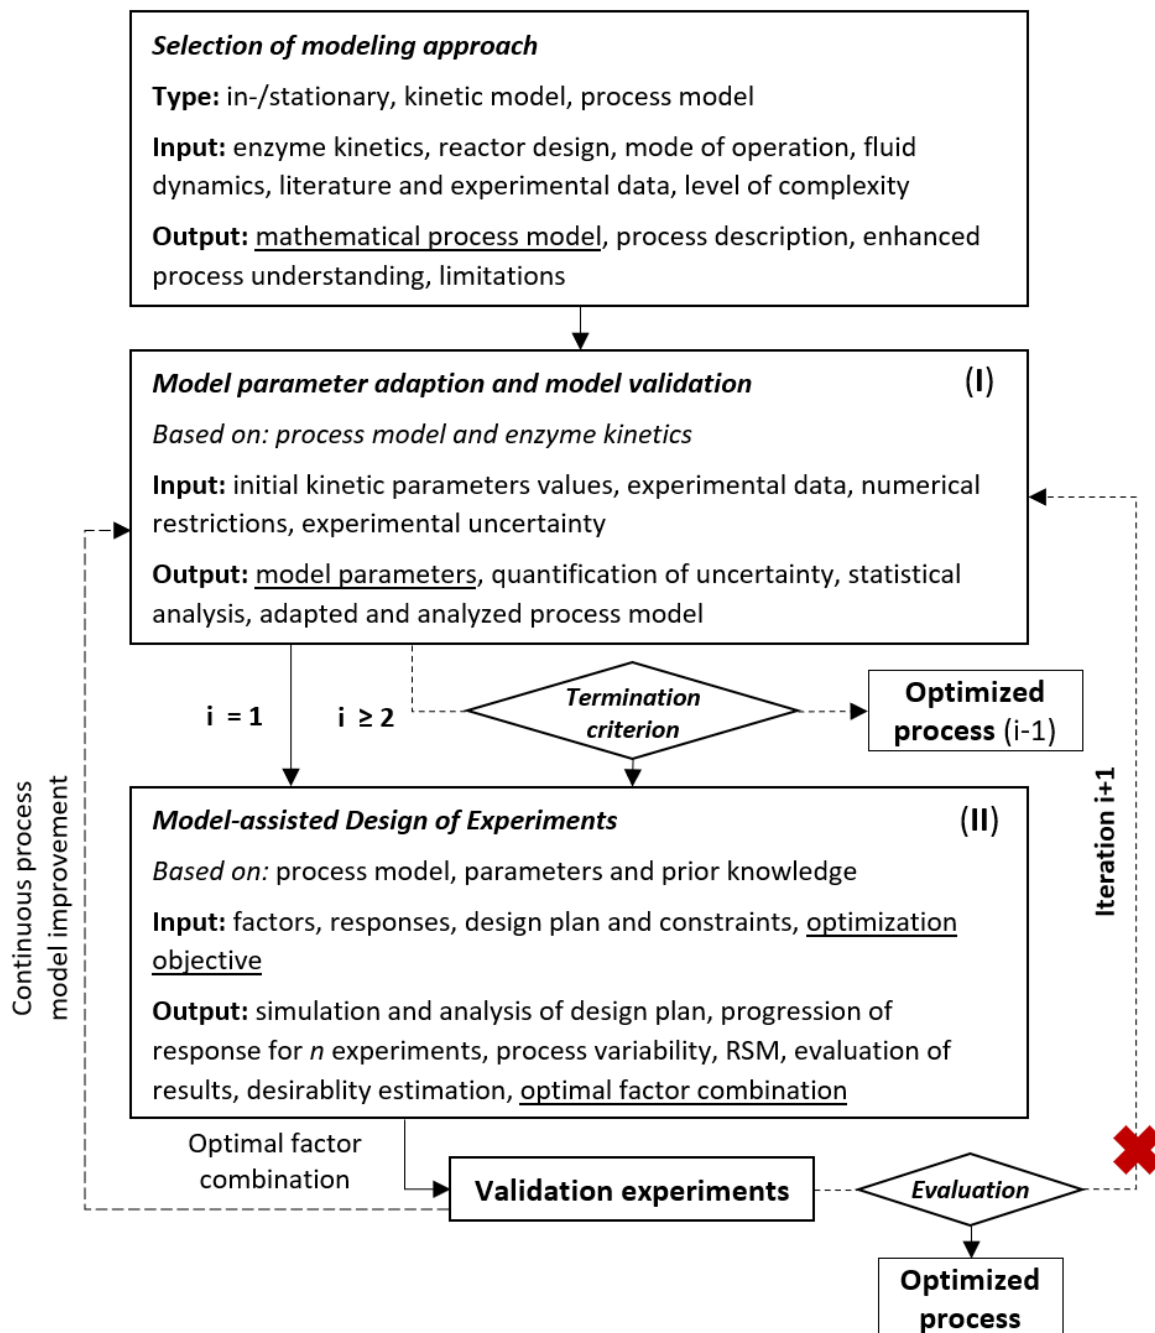 Selection of modeling approach
Type: in-/stationary, kinetic model, process model
Input: enzyme kinetics, reactor design, mode of operation, fluid
dynamics, literature and experimental data, level of complexity
Output: mathematical process model, process description, enhanced
process understanding, limitations
Model parameter adaption and model validation
(I)
Based on: process model and enzyme kinetics
Input: initial kinetic parameters values, experimental data, numerical
restrictions, experimental uncertainty
Output: model parameters, quantification of uncertainty, statistical
analysis, adapted and analyzed process model
i = 1
i ≥ 2
Termination
criterion
Optimized
process (i-1)
Model-assisted Design of Experiments
(II)
Based on: process model, parameters and prior knowledge
Input: factors, responses, design plan and constraints, optimization
objective
Output: simulation and analysis of design plan, progression of
response for n experiments, process variability, RSM, evaluation of
results, desirablity estimation, optimal factor combination
Continuous process
model improvement
Iteration i+1
Optimal factor
combination
Validation experiments
Evaluation
Optimized
process